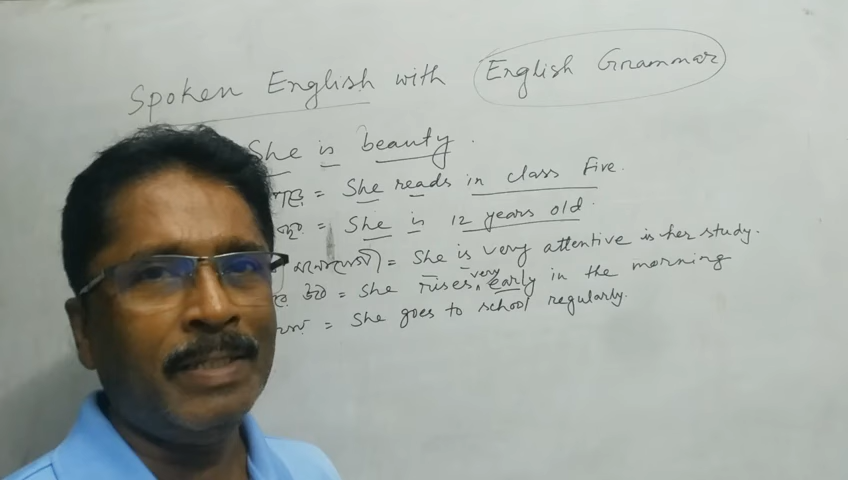 Spoken English with English Grammar
She is beauty.
= She reads in class Five.
= She is 12 years old.
= She is very attentive is her study.
= She rises very early in the morning
= She goes to school regularly.